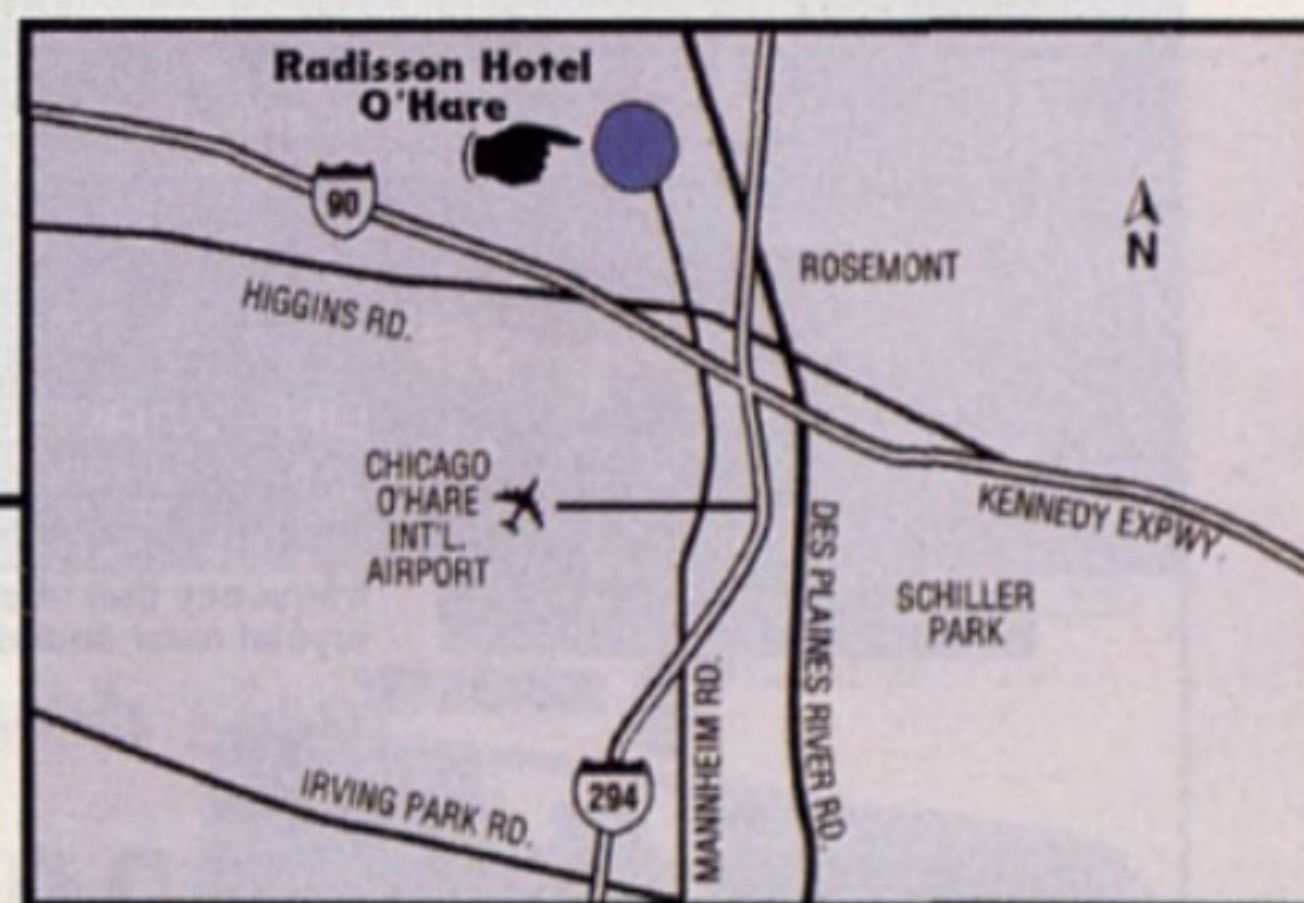 Radisson Hotel
O'Hare
90
HIGGINS RD.
ROSEMONT
N
CHICAGO
O'HARE
INT'L.
AIRPORT
KENNEDY EXPWY.
SCHILLER
PARK
DES PLAINES RIVER RD.
MANNHEIM RD.
294
IRVING PARK RD.